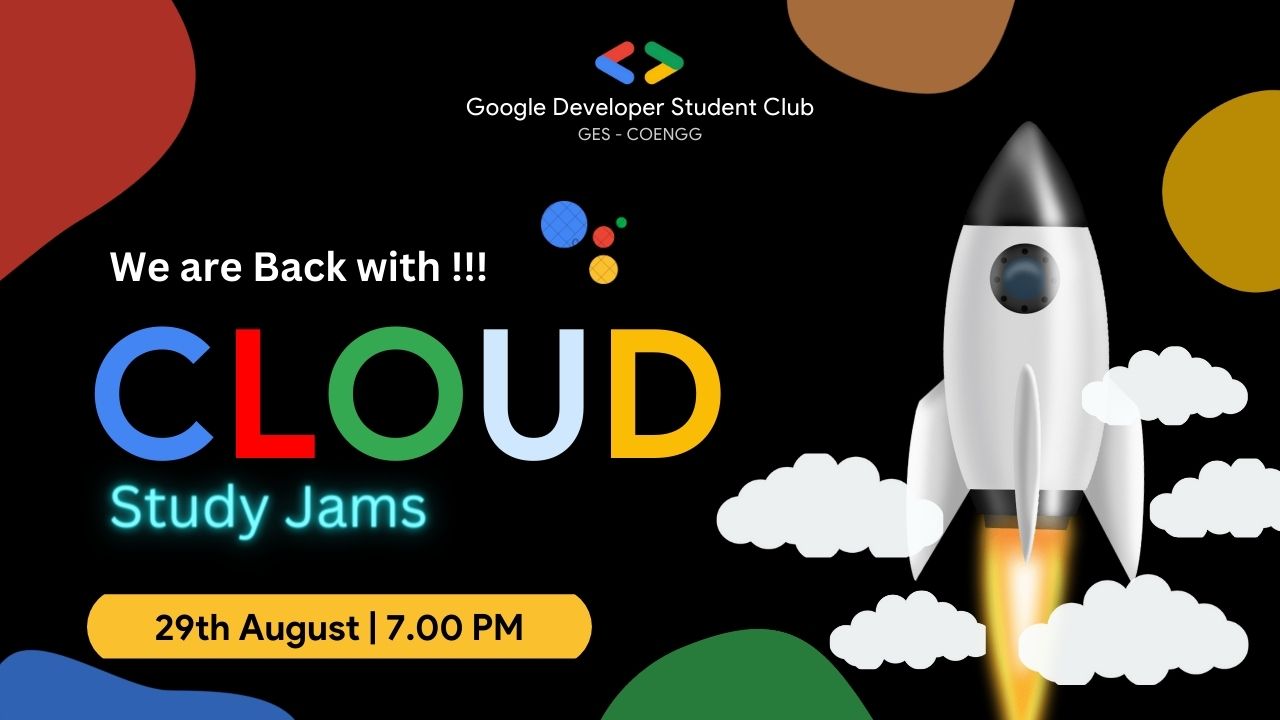 Google Developer Student Club
GES - COENGG
We are Back with !!!
CLOUD
Study Jams
29th August | 7.00 PM